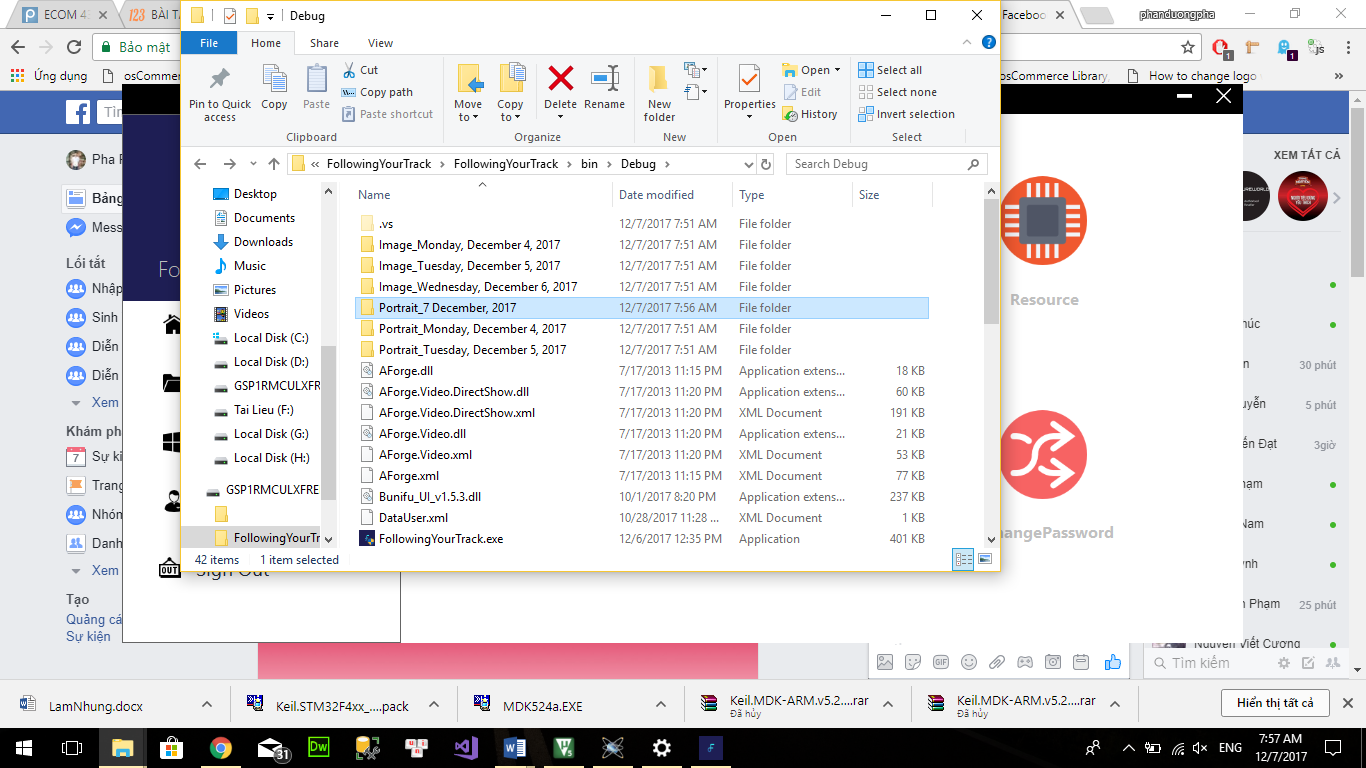 ECOM 4
123 BÀI TẬ
Debug
Facebo
phanduongpha
File Home Share View
Bảo mật
Ứng dụng
osCommer
osCommerce Library,
How to change logo
Pin to Quick access
Copy
Paste
Cut
Copy path
Paste shortcut
Clipboard
Move to
Copy to
Delete
Rename
Organize
New folder
New
Properties
Open
Edit
History
Open
Select all
Select none
Invert selection
Select
« FollowingYourTrack › FollowingYourTrack › bin › Debug ›
Search Debug
Name Date modified Type Size
.vs 12/7/2017 7:51 AM File folder
Image_Monday, December 4, 2017 12/7/2017 7:51 AM File folder
Image_Tuesday, December 5, 2017 12/7/2017 7:51 AM File folder
Image_Wednesday, December 6, 2017 12/7/2017 7:51 AM File folder
Portrait_7 December, 2017 12/7/2017 7:56 AM File folder
Portrait_Monday, December 4, 2017 12/7/2017 7:51 AM File folder
Portrait_Tuesday, December 5, 2017 12/7/2017 7:51 AM File folder
AForge.dll 7/17/2013 11:15 PM Application extens... 18 KB
AForge.Video.DirectShow.dll 7/17/2013 11:20 PM Application extens... 60 KB
AForge.Video.DirectShow.xml 7/17/2013 11:20 PM XML Document 191 KB
AForge.Video.dll 7/17/2013 11:20 PM Application extens... 21 KB
AForge.Video.xml 7/17/2013 11:20 PM XML Document 53 KB
AForge.xml 7/17/2013 11:15 PM XML Document 77 KB
Bunifu_UI_v1.5.3.dll 10/1/2017 8:20 PM Application extens... 237 KB
DataUser.xml 10/28/2017 11:28 ... XML Document 1 KB
FollowingYourTrack.exe 12/6/2017 12:35 PM Application 401 KB
Desktop
Documents
Downloads
Music
Pictures
Videos
Local Disk (C:)
Local Disk (D:)
GSP1RMCULXFR
Tai Lieu (F:)
Local Disk (G:)
Local Disk (H:)
GSP1RMCULXFRE
FollowingYourTr
42 items 1 item selected
Tìm
Pha P
Bảng
Mess
Lối tắt
Nhập
Sinh
Diễn
Diễn
Xem
Khám ph
Sự ki
Trang
Nhóm
Danh
Xem
Tạo
Quảng cá
Sự kiện
Fo
Sign Out
Resource
hangePassword
XEM TẤT CẢ
húc
n 30 phút
uyễn 5 phút
ến Đạt 3giờ
hạm
Nam
ynh
n Phạm 25 phút
Nguyễn Viết Cương
Tìm kiếm
LamNhung.docx
Keil.STM32F4xx_....pack
MDK524a.EXE
Keil.MDK-ARM.v5.2....rar
Đã hủy
Keil.MDK-ARM.v5.2....rar
Đã hủy
Hiển thị tất cả
31
Dw
ENG
7:57 AM
12/7/2017